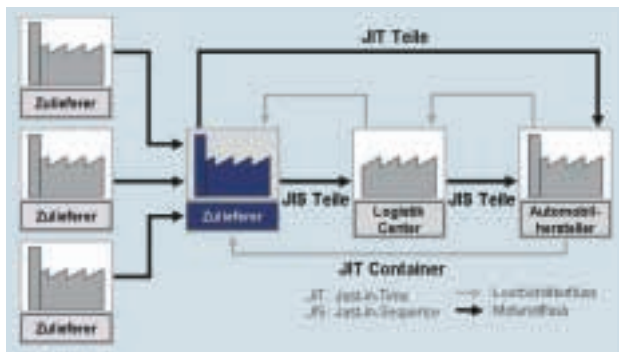 JIT Teile
Zulieferer
Zulieferer
Zulieferer
Zulieferer
JIS Teile
Logistik
Center
JIS Teile
Automobil-
hersteller
JIT Container
JIT Just-in-Time
JIS Just-in-Sequence
Materialfluss